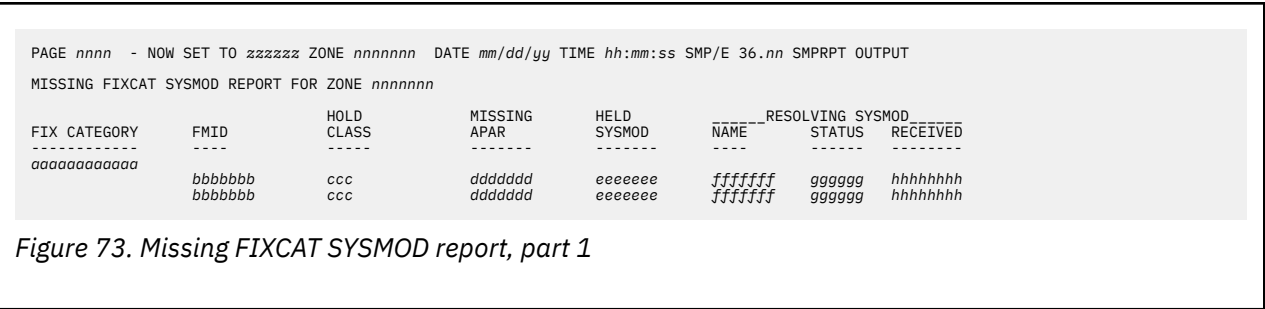 PAGE nnnn - NOW SET TO zzzzzz ZONE nnnnnnn DATE mm/dd/yy TIME hh:mm:ss SMP/E 36.nn SMPRPT OUTPUT
MISSING FIXCAT SYSMOD REPORT FOR ZONE nnnnnnn
HOLD MISSING HELD ______RESOLVING SYSMOD______
FIX CATEGORY FMID CLASS APAR SYSMOD NAME STATUS RECEIVED
------------ ---- ----- ------- ------- ---- ------ --------
aaaaaaaaaaaa
bbbbbbb ccc ddddddd eeeeeee fffffff gggggg hhhhhhhh
bbbbbbb ccc ddddddd eeeeeee fffffff gggggg hhhhhhhh
Figure 73. Missing FIXCAT SYSMOD report, part 1